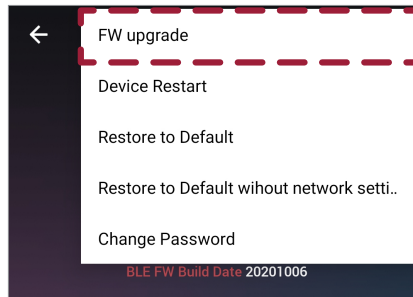 FW upgrade
Device Restart
Restore to Default
Restore to Default wihout network setti..
Change Password
BLE FW Build Date 20201006